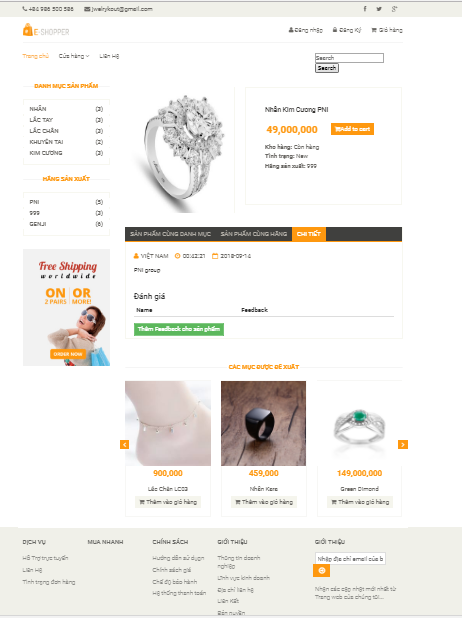 +84 986 500 586 jwelrykout@gmail.com
E-SHOPPER
Đăng nhập Đăng Ký Giỏ hàng
Trang chủ Cửa hàng Liên Hệ
Search
Search
DANH MỤC SẢN PHẨM
NHẪN (3)
LẮC TAY (2)
LẮC CHÂN (3)
KHUYÊN TAI (2)
KIM CƯƠNG (3)
HÃNG SẢN XUẤT
PNI (5)
999 (3)
GENJI (6)
Free Shipping
worldwide
ON OR
2 PAIRS MORE!
ORDER NOW
Nhẫn Kim Cương PNI
49,000,000 Add to cart
Kho hàng: Còn hàng
Tình trạng: New
Hãng sản xuất: 999
SẢN PHẨM CÙNG DANH MỤC SẢN PHẨM CÙNG HÃNG CHI TIẾT
VIỆT NAM 00:42:21 2018-09-14
PNI group
Đánh giá
Name Feedback
Thêm Feedback cho sản phẩm
CÁC MỤC ĐƯỢC ĐỀ XUẤT
900,000 459,000 149,000,000
Lắc Chân LC03 Nhẫn Kara Green Dimond
Thêm vào giỏ hàng Thêm vào giỏ hàng Thêm vào giỏ hàng
DỊCH VỤ MUA NHANH CHÍNH SÁCH GIỚI THIỆU GIỚI THIỆU
Hỗ Trợ trực tuyến
Liên Hệ
Tình trạng đơn hàng
Hướng dẫn sử dụng
Chính sách giá
Chế độ bảo hành
Hệ thống thanh toán
Thông tin doanh
nghiệp
Lĩnh vực kinh doanh
Địa chỉ liên hệ
Liên Kết
Bản quyền
Nhập địa chỉ email của b
Nhận các cập nhật mới nhất từ
Trang web của chúng tôi...